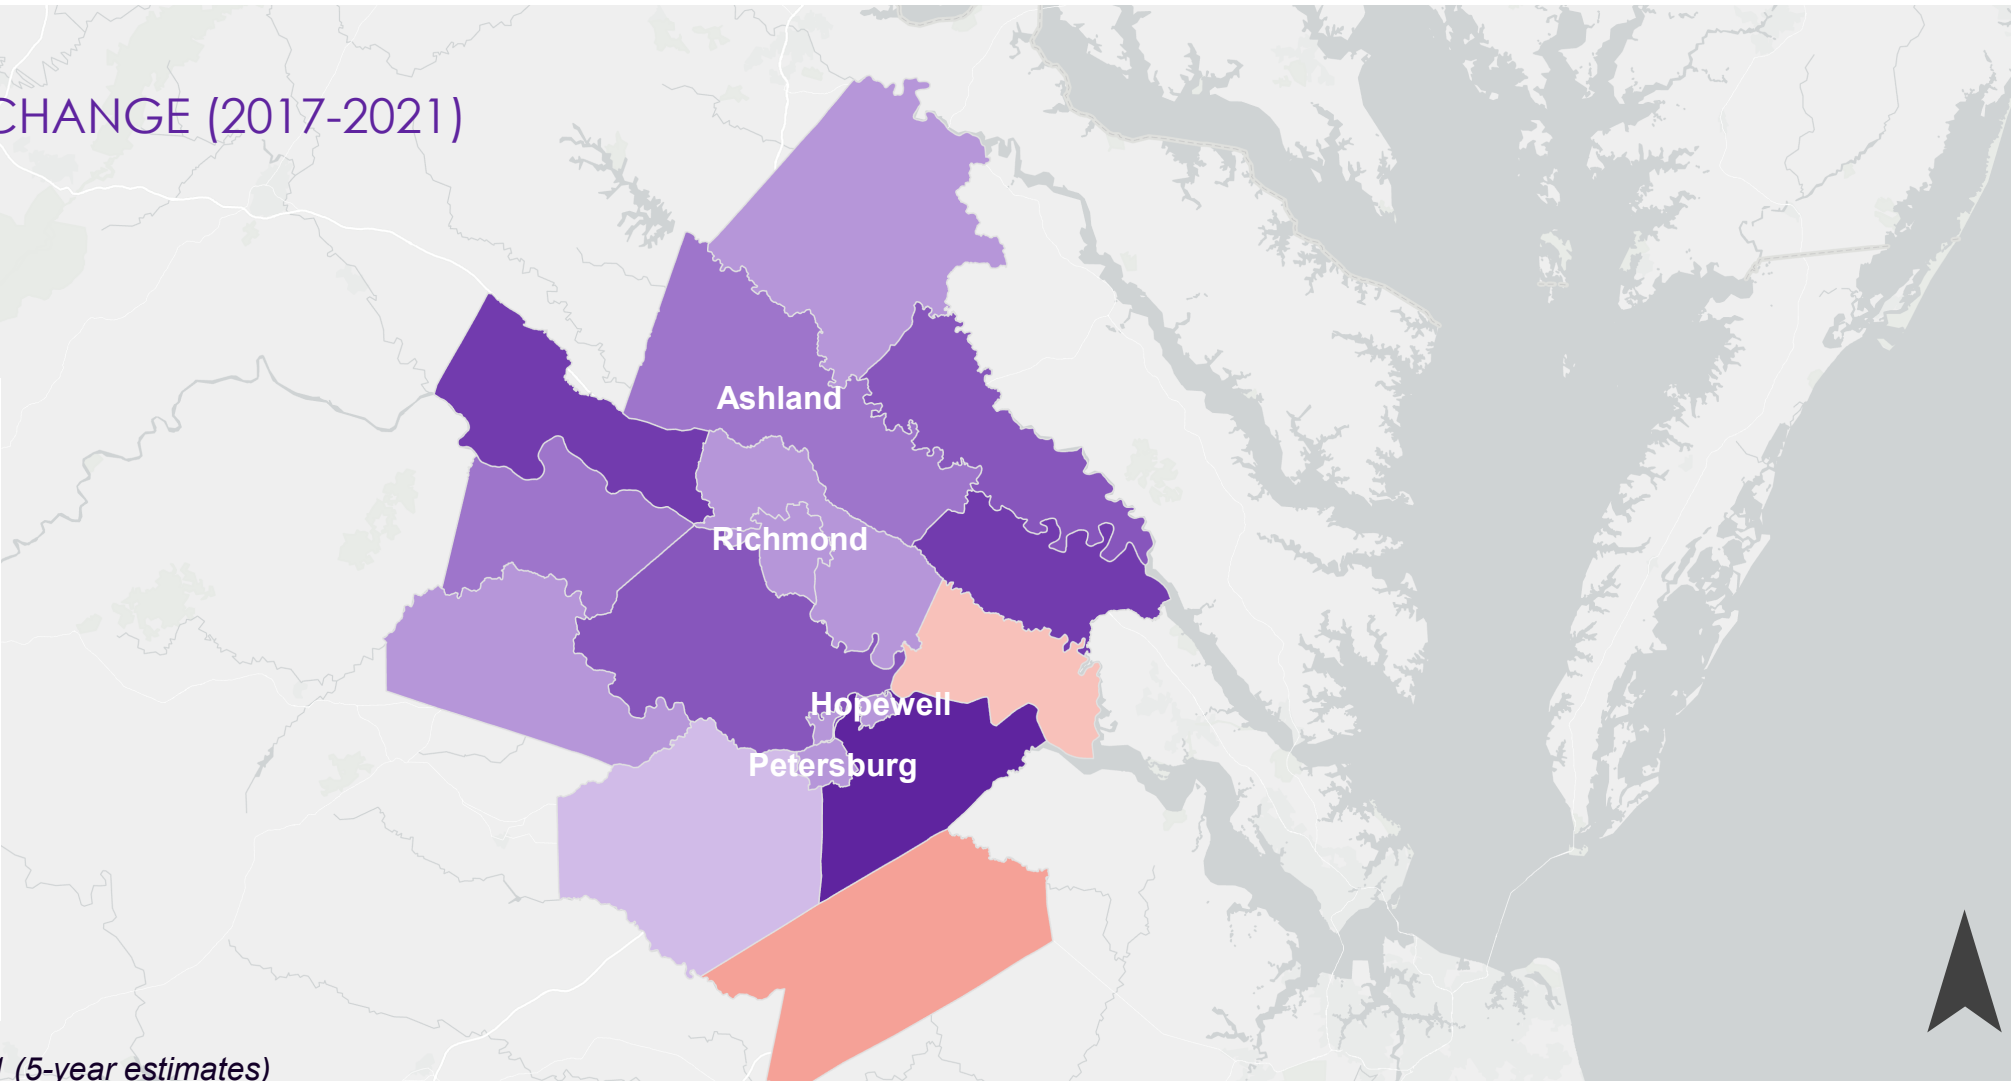 CHANGE (2017-2021)
Ashland
Richmond
Hopewell
Petersburg
(5-year estimates)